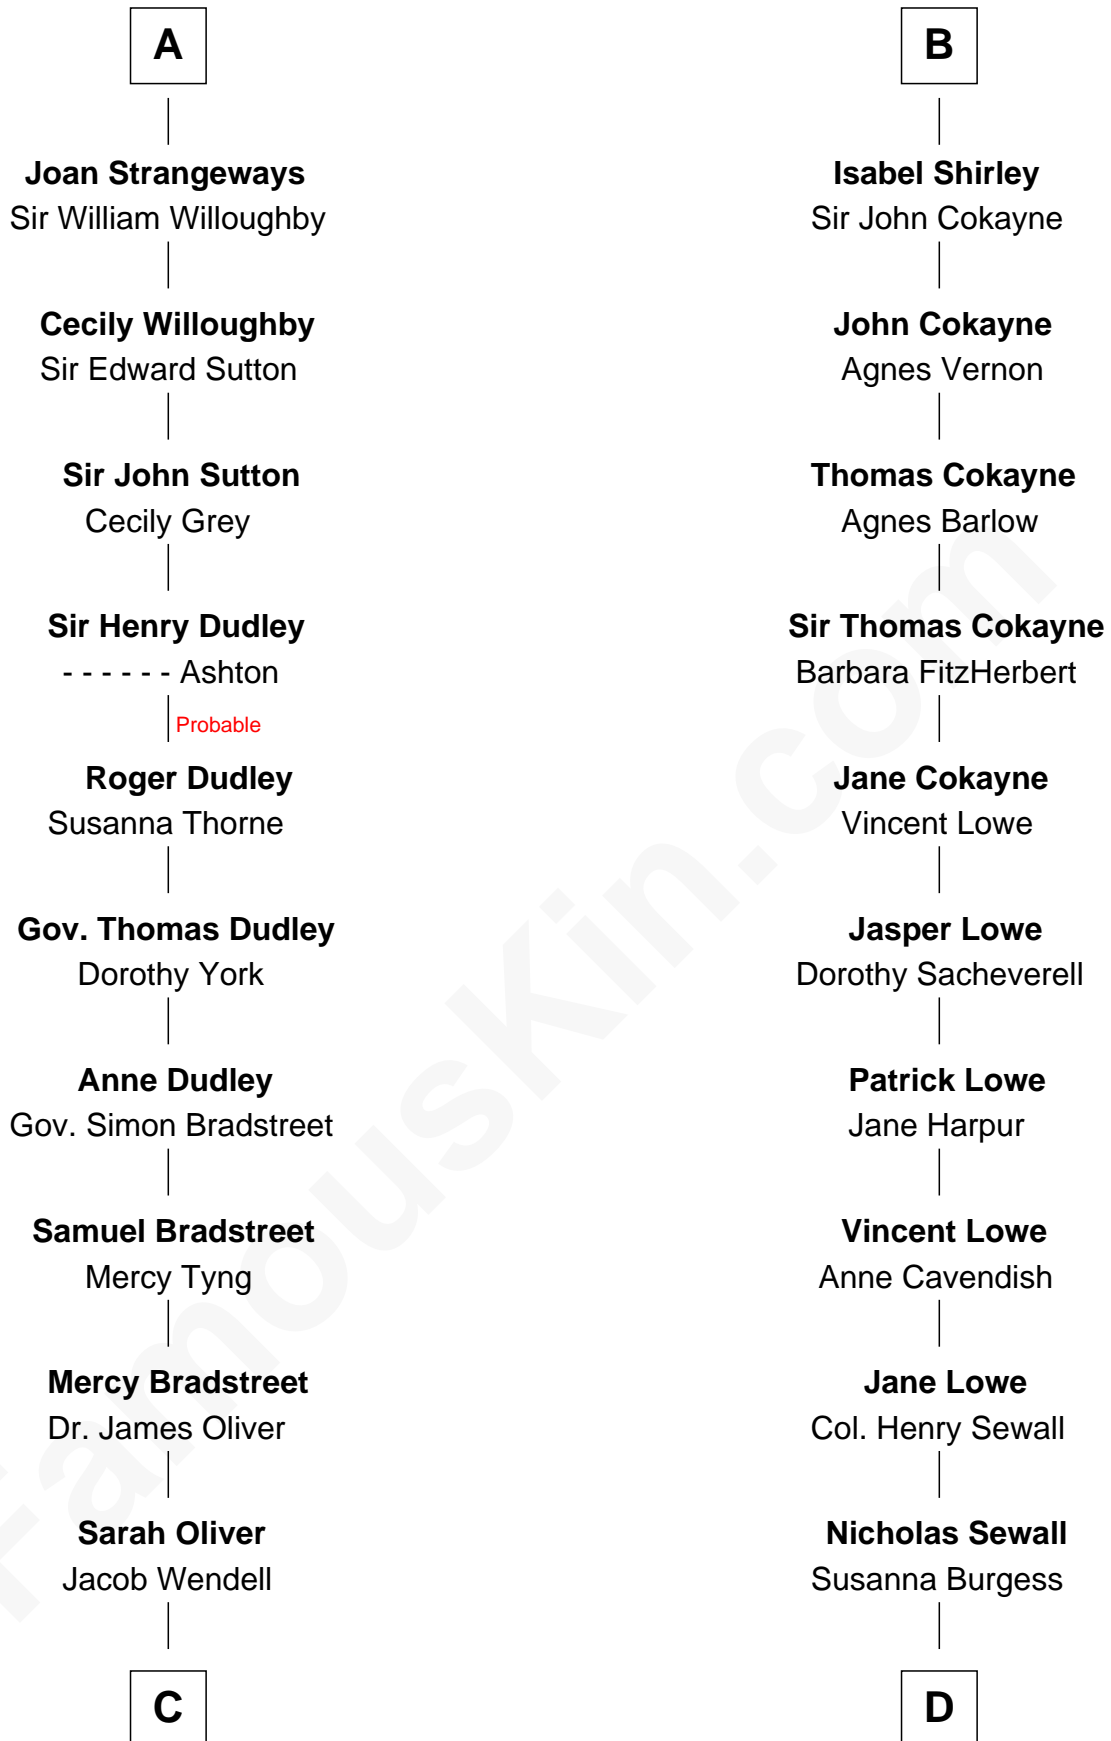 A
Joan Strangeways
Sir William Willoughby
Cecily Willoughby
Sir Edward Sutton
Sir John Sutton
Cecily Grey
Sir Henry Dudley
- - - - - - Ashton
Probable
Roger Dudley
Susanna Thorne
Gov. Thomas Dudley
Dorothy York
Anne Dudley
Gov. Simon Bradstreet
Samuel Bradstreet
Mercy Tyng
Mercy Bradstreet
Dr. James Oliver
Sarah Oliver
Jacob Wendell
C
B
Isabel Shirley
Sir John Cokayne
John Cokayne
Agnes Vernon
Thomas Cokayne
Agnes Barlow
Sir Thomas Cokayne
Barbara FitzHerbert
Jane Cokayne
Vincent Lowe
Jasper Lowe
Dorothy Sacheverell
Patrick Lowe
Jane Harpur
Vincent Lowe
Anne Cavendish
Jane Lowe
Col. Henry Sewall
Nicholas Sewall
Susanna Burgess
D
FamousKin.com